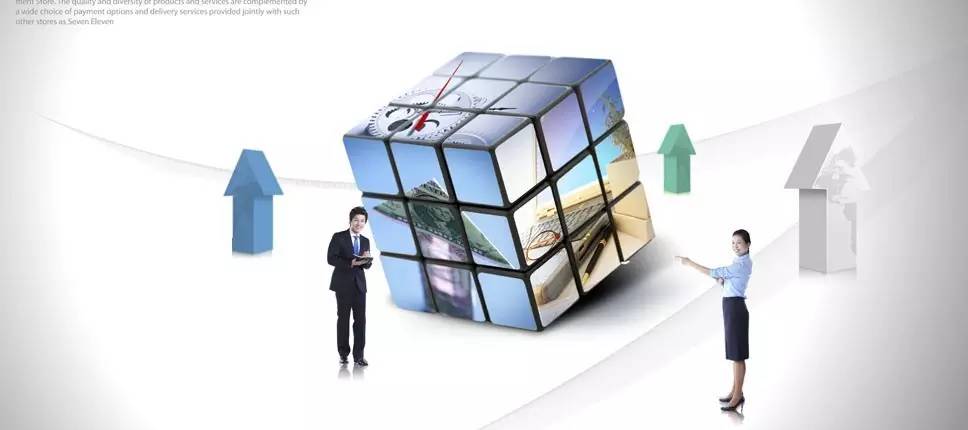 ment Store. The quality and diversity of products and services are complemented by
a wide choice of payment options and delivery services provided jointly with such
other stores as Seven Eleven